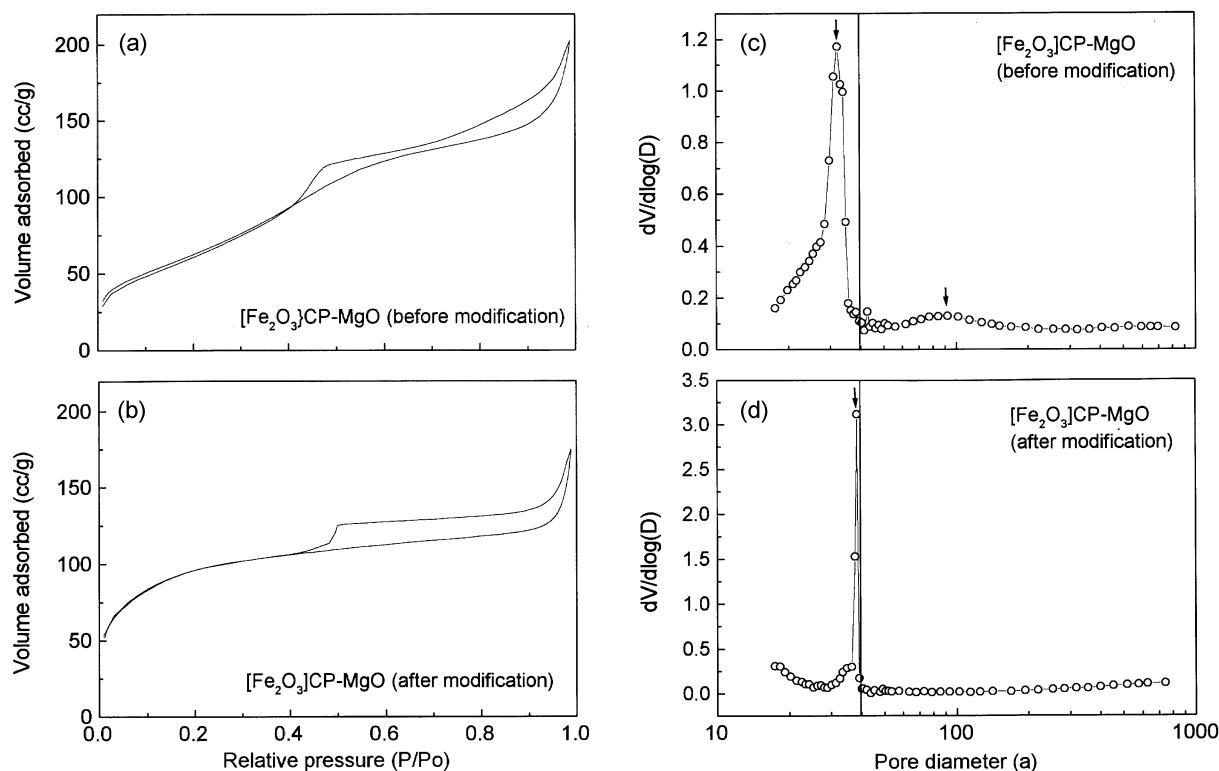 (a)
200
150
100
50
0
Volume adsorbed (cc/g)
[Fe₂O₃}CP-MgO (before modification)
(b)
200
150
100
50
0
Volume adsorbed (cc/g)
[Fe₂O₃]CP-MgO (after modification)
0.0 0.2 0.4 0.6 0.8 1.0
Relative pressure (P/Po)
(c)
1.2
1.0
0.8
0.6
0.4
0.2
0.0
dV/dlog(D)
[Fe₂O₃]CP-MgO
(before modification)
(d)
3.5
3.0
2.5
2.0
1.5
1.0
0.5
0.0
dV/dlog(D)
[Fe₂O₃]CP-MgO
(after modification)
10 100 1000
Pore diameter (a)